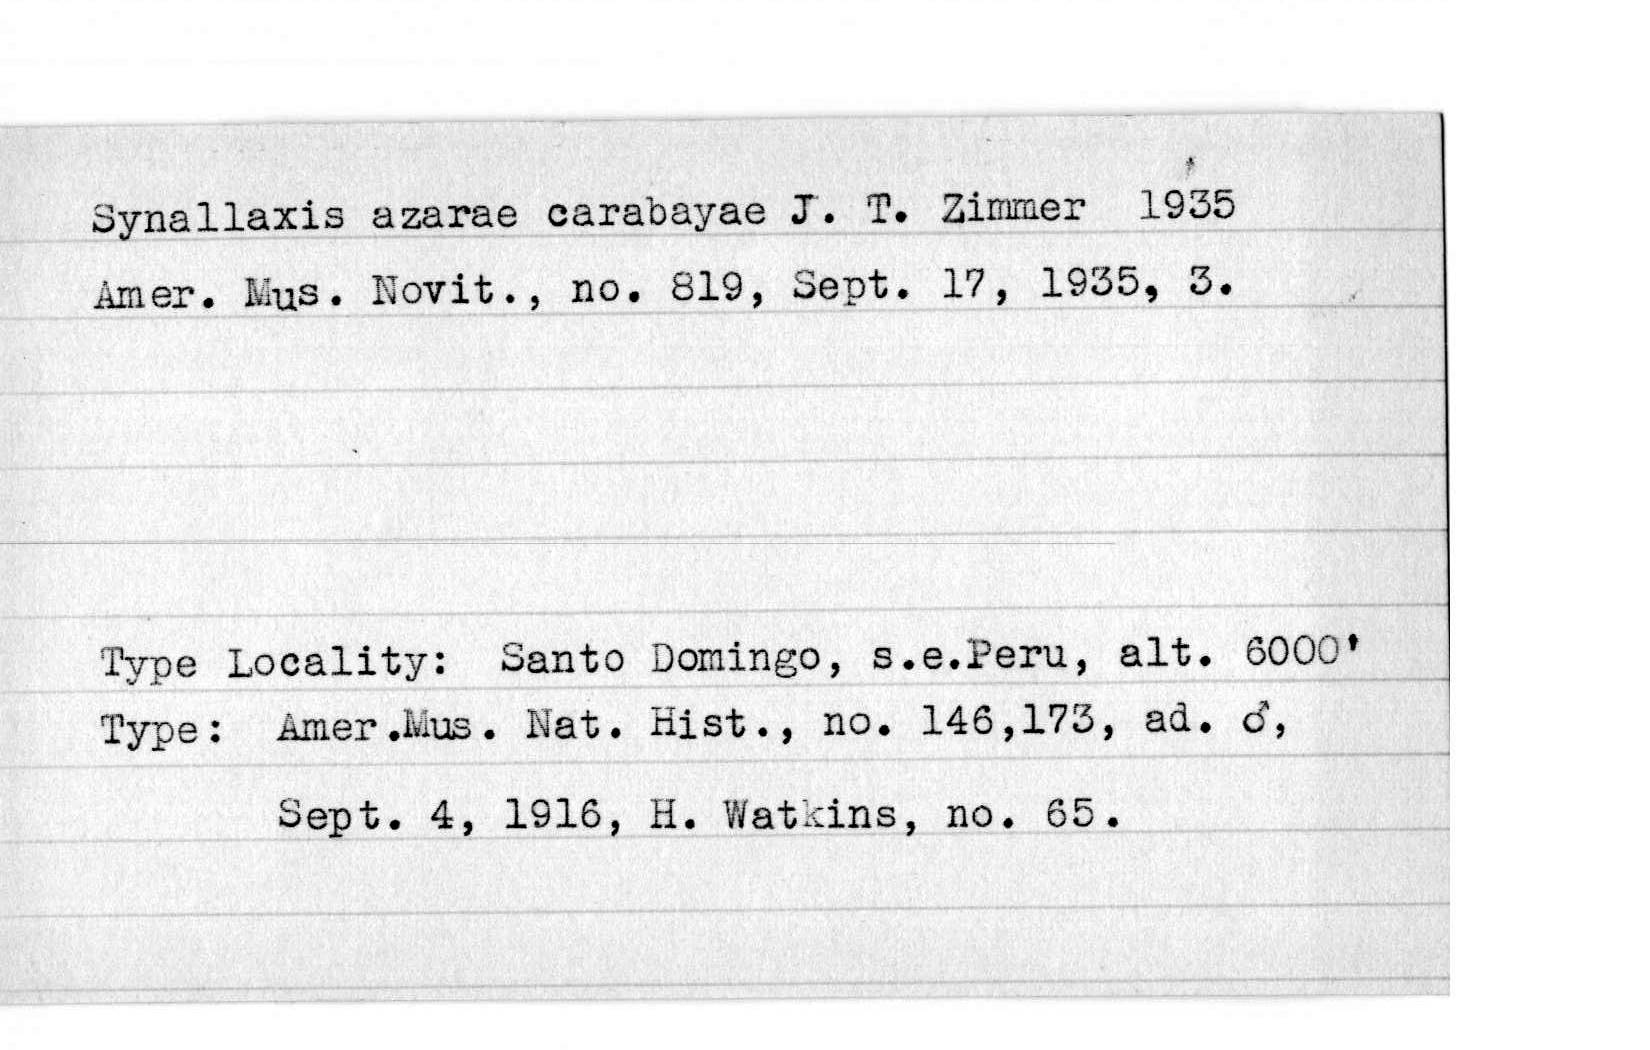 Synallaxis azarae carabayae J. T. Zimmer 1935
Amer. Mus. Novit., no. 819, Sept. 17, 1935, 3.
Type Locality: Santo Domingo, s.e.Peru, alt. 6000'
Type: Amer.Mus. Nat. Hist., no. 146,173, ad. ♂,
Sept. 4, 1916, H. Watkins, no. 65.